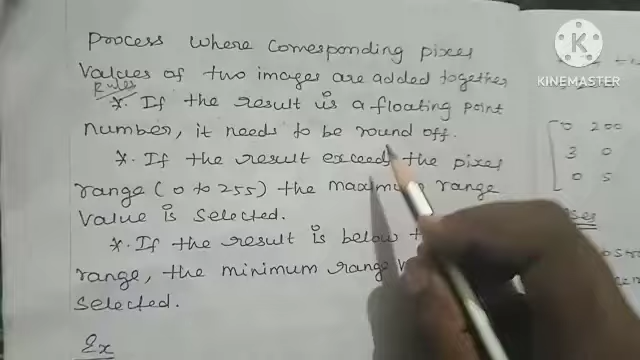 Process where corresponding pixel
values of two images are added together
Rules
*. If the result is a floating point
number, it needs to be round off.
*. If the result exceeds the pixel
range (0 to 255) the maximum range
value is selected.
*. If the result is below
range, the minimum range
selected.
Ex
KINEMASTER
0 200
3 0
0 5